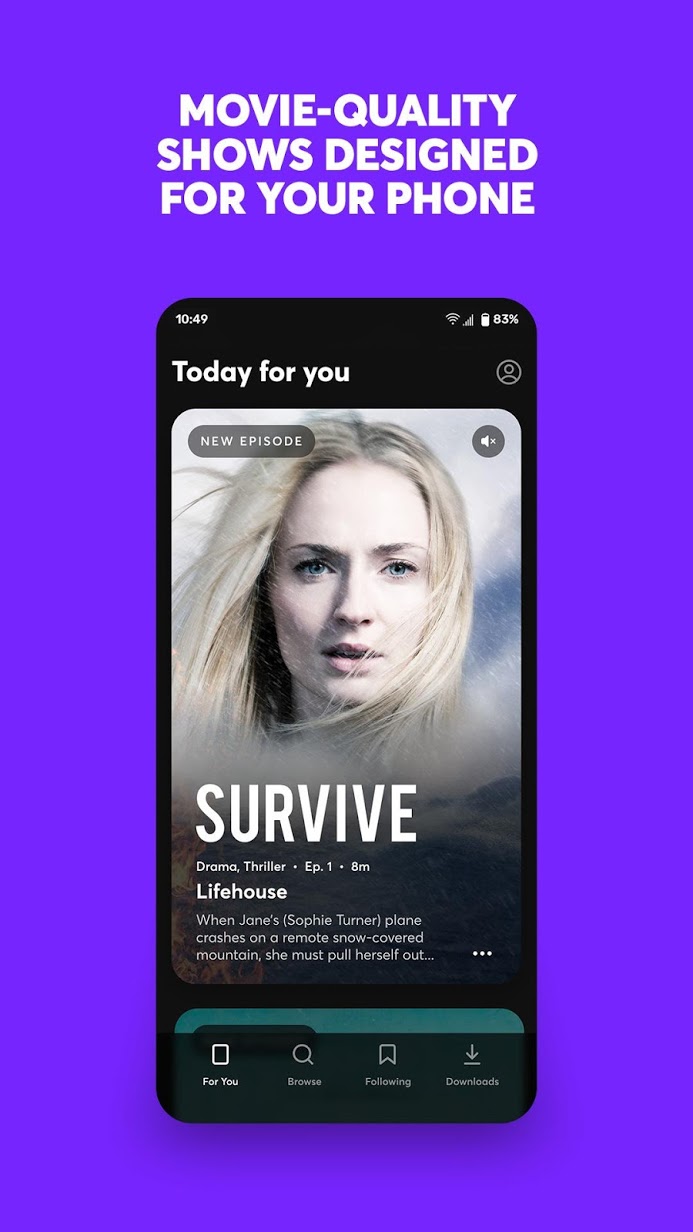 MOVIE-QUALITY
SHOWS DESIGNED
FOR YOUR PHONE
10:49
83%
Today for you
NEW EPISODE
SURVIVE
Drama, Thriller • Ep. 1 • 8m
Lifehouse
When Jane's (Sophie Turner) plane
crashes on a remote snow-covered
mountain, she must pull herself out...
For You
Browse
Following
Downloads